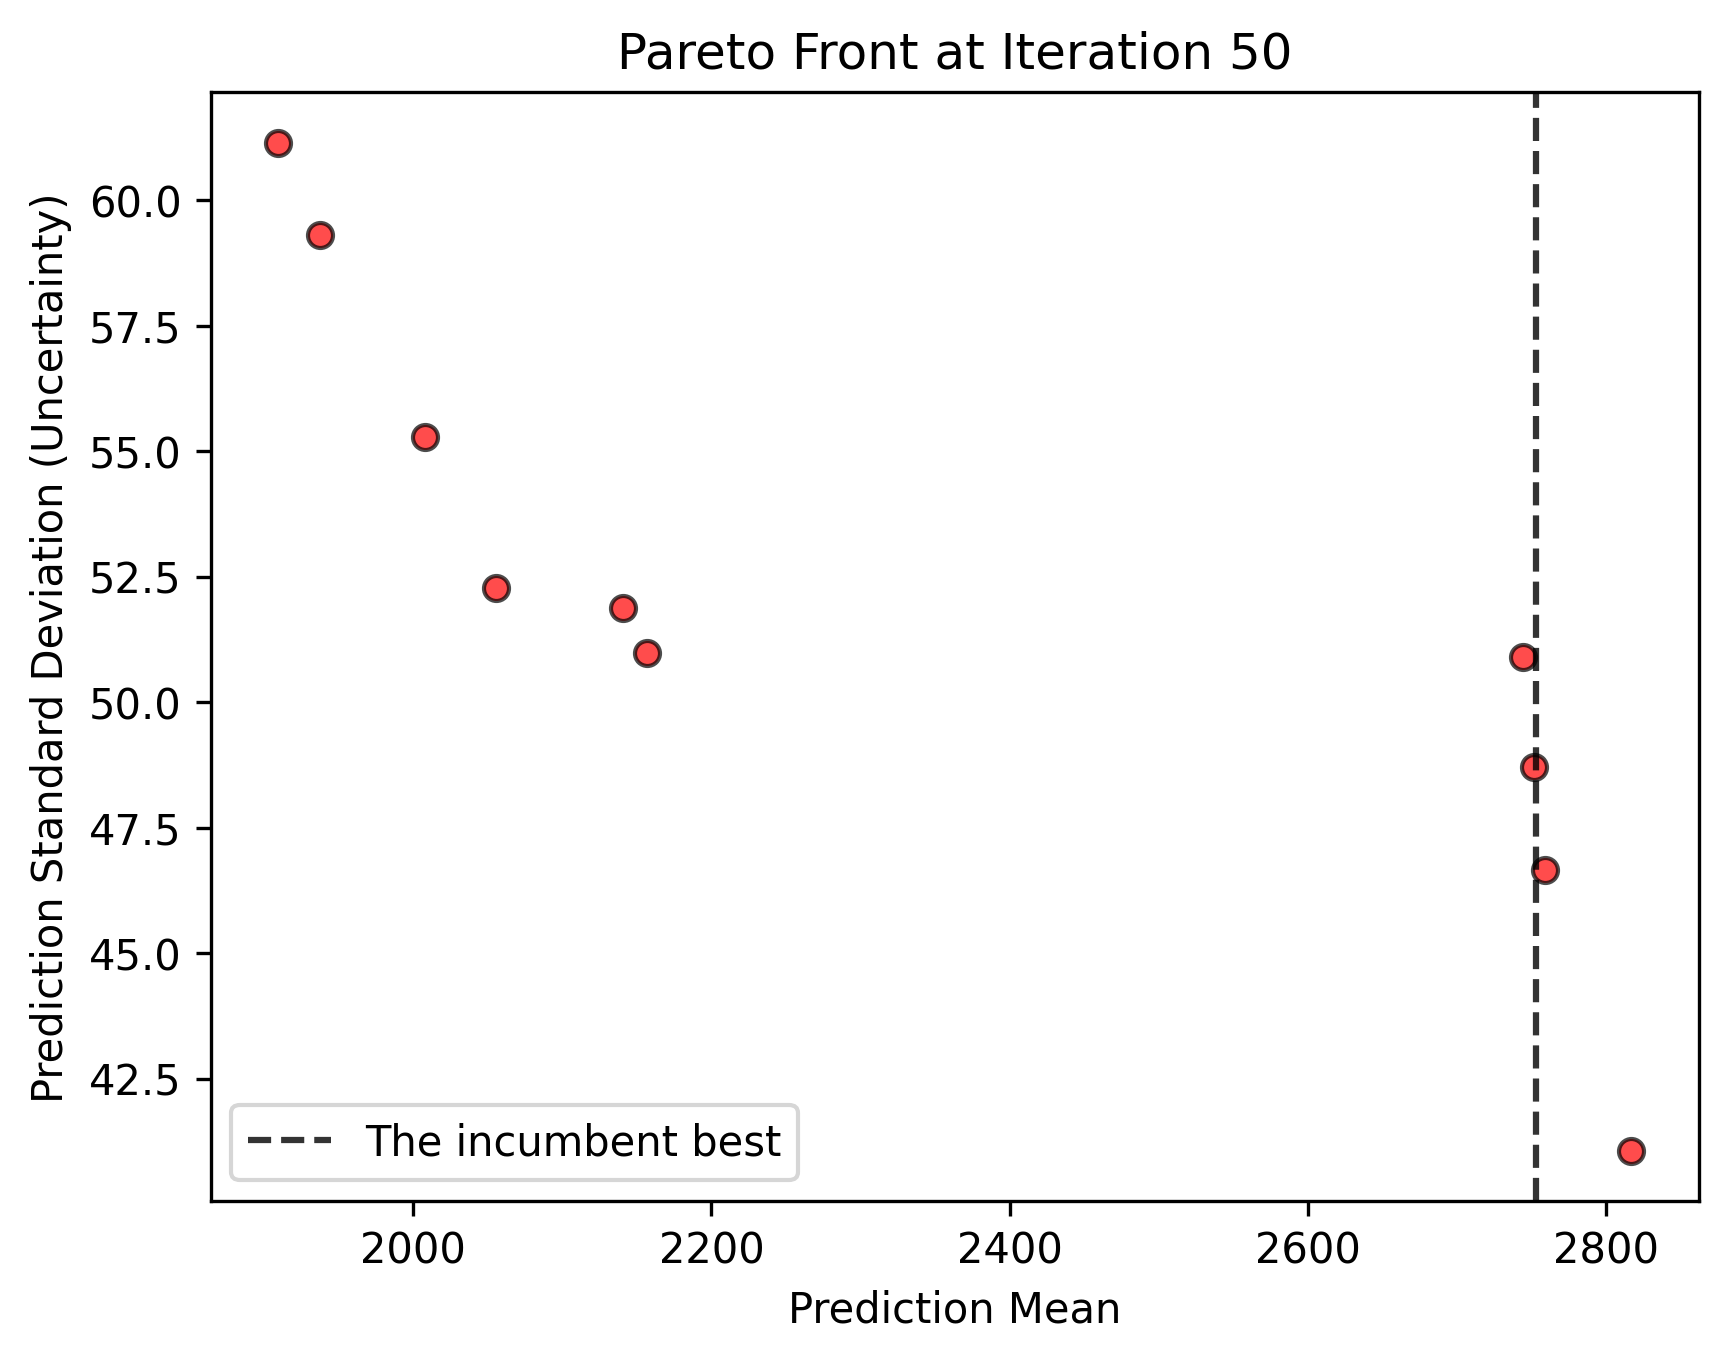 Pareto Front at Iteration 50
Prediction Standard Deviation (Uncertainty)
60.0
57.5
55.0
52.5
50.0
47.5
45.0
42.5
The incumbent best
2000 2200 2400 2600 2800
Prediction Mean